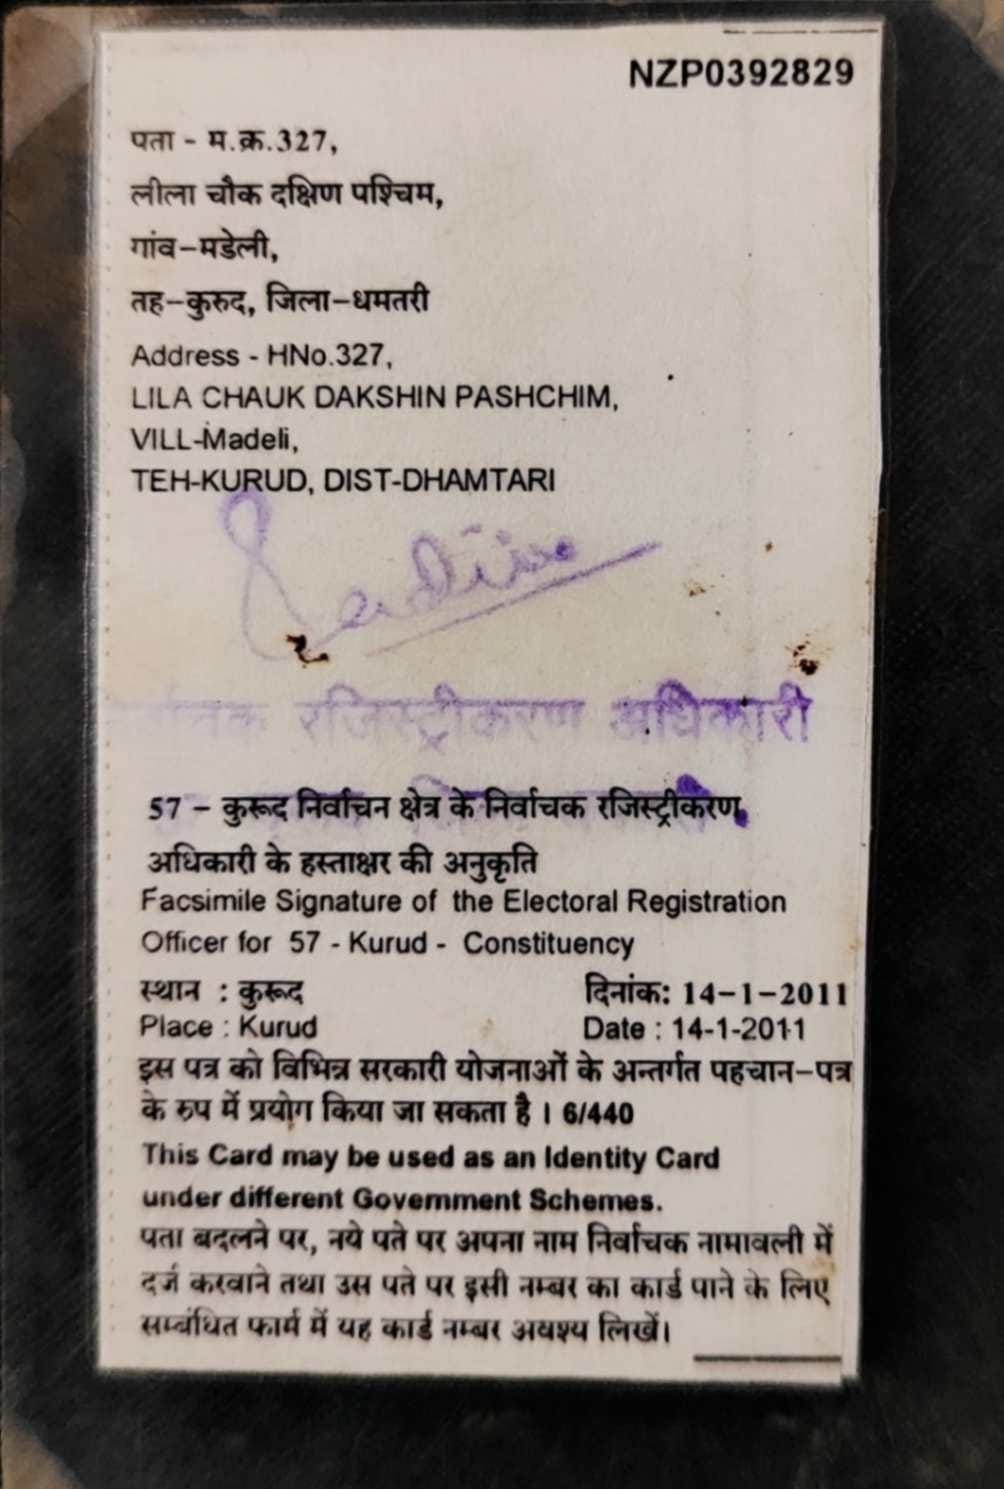 NZP0392829
पता - म.क्र.327,
लीला चौक दक्षिण पश्चिम,
गांव-मडेली,
तह-कुरुद, जिला-धमतरी
Address - HNo.327,
LILA CHAUK DAKSHIN PASHCHIM,
VILL-Madeli,
TEH-KURUD, DIST-DHAMTARI
रजिस्ट्रीकरण अधिकारी
57 - कुरूद निर्वाचन क्षेत्र के निर्वाचक रजिस्ट्रीकरण
अधिकारी के हस्ताक्षर की अनुकृति
Facsimile Signature of the Electoral Registration
Officer for 57 - Kurud - Constituency
स्थान : कुरूद दिनांक: 14-1-2011
Place : Kurud Date : 14-1-2011
इस पत्र को विभिन्न सरकारी योजनाओं के अन्तर्गत पहचान-पत्र
के रुप में प्रयोग किया जा सकता है । 6/440
This Card may be used as an Identity Card
under different Government Schemes.
पता बदलने पर, नये पते पर अपना नाम निर्वाचक नामावली में
दर्ज करवाने तथा उस पते पर इसी नम्बर का कार्ड पाने के लिए
सम्बंधित फार्म में यह कार्ड नम्बर अवश्य लिखें।